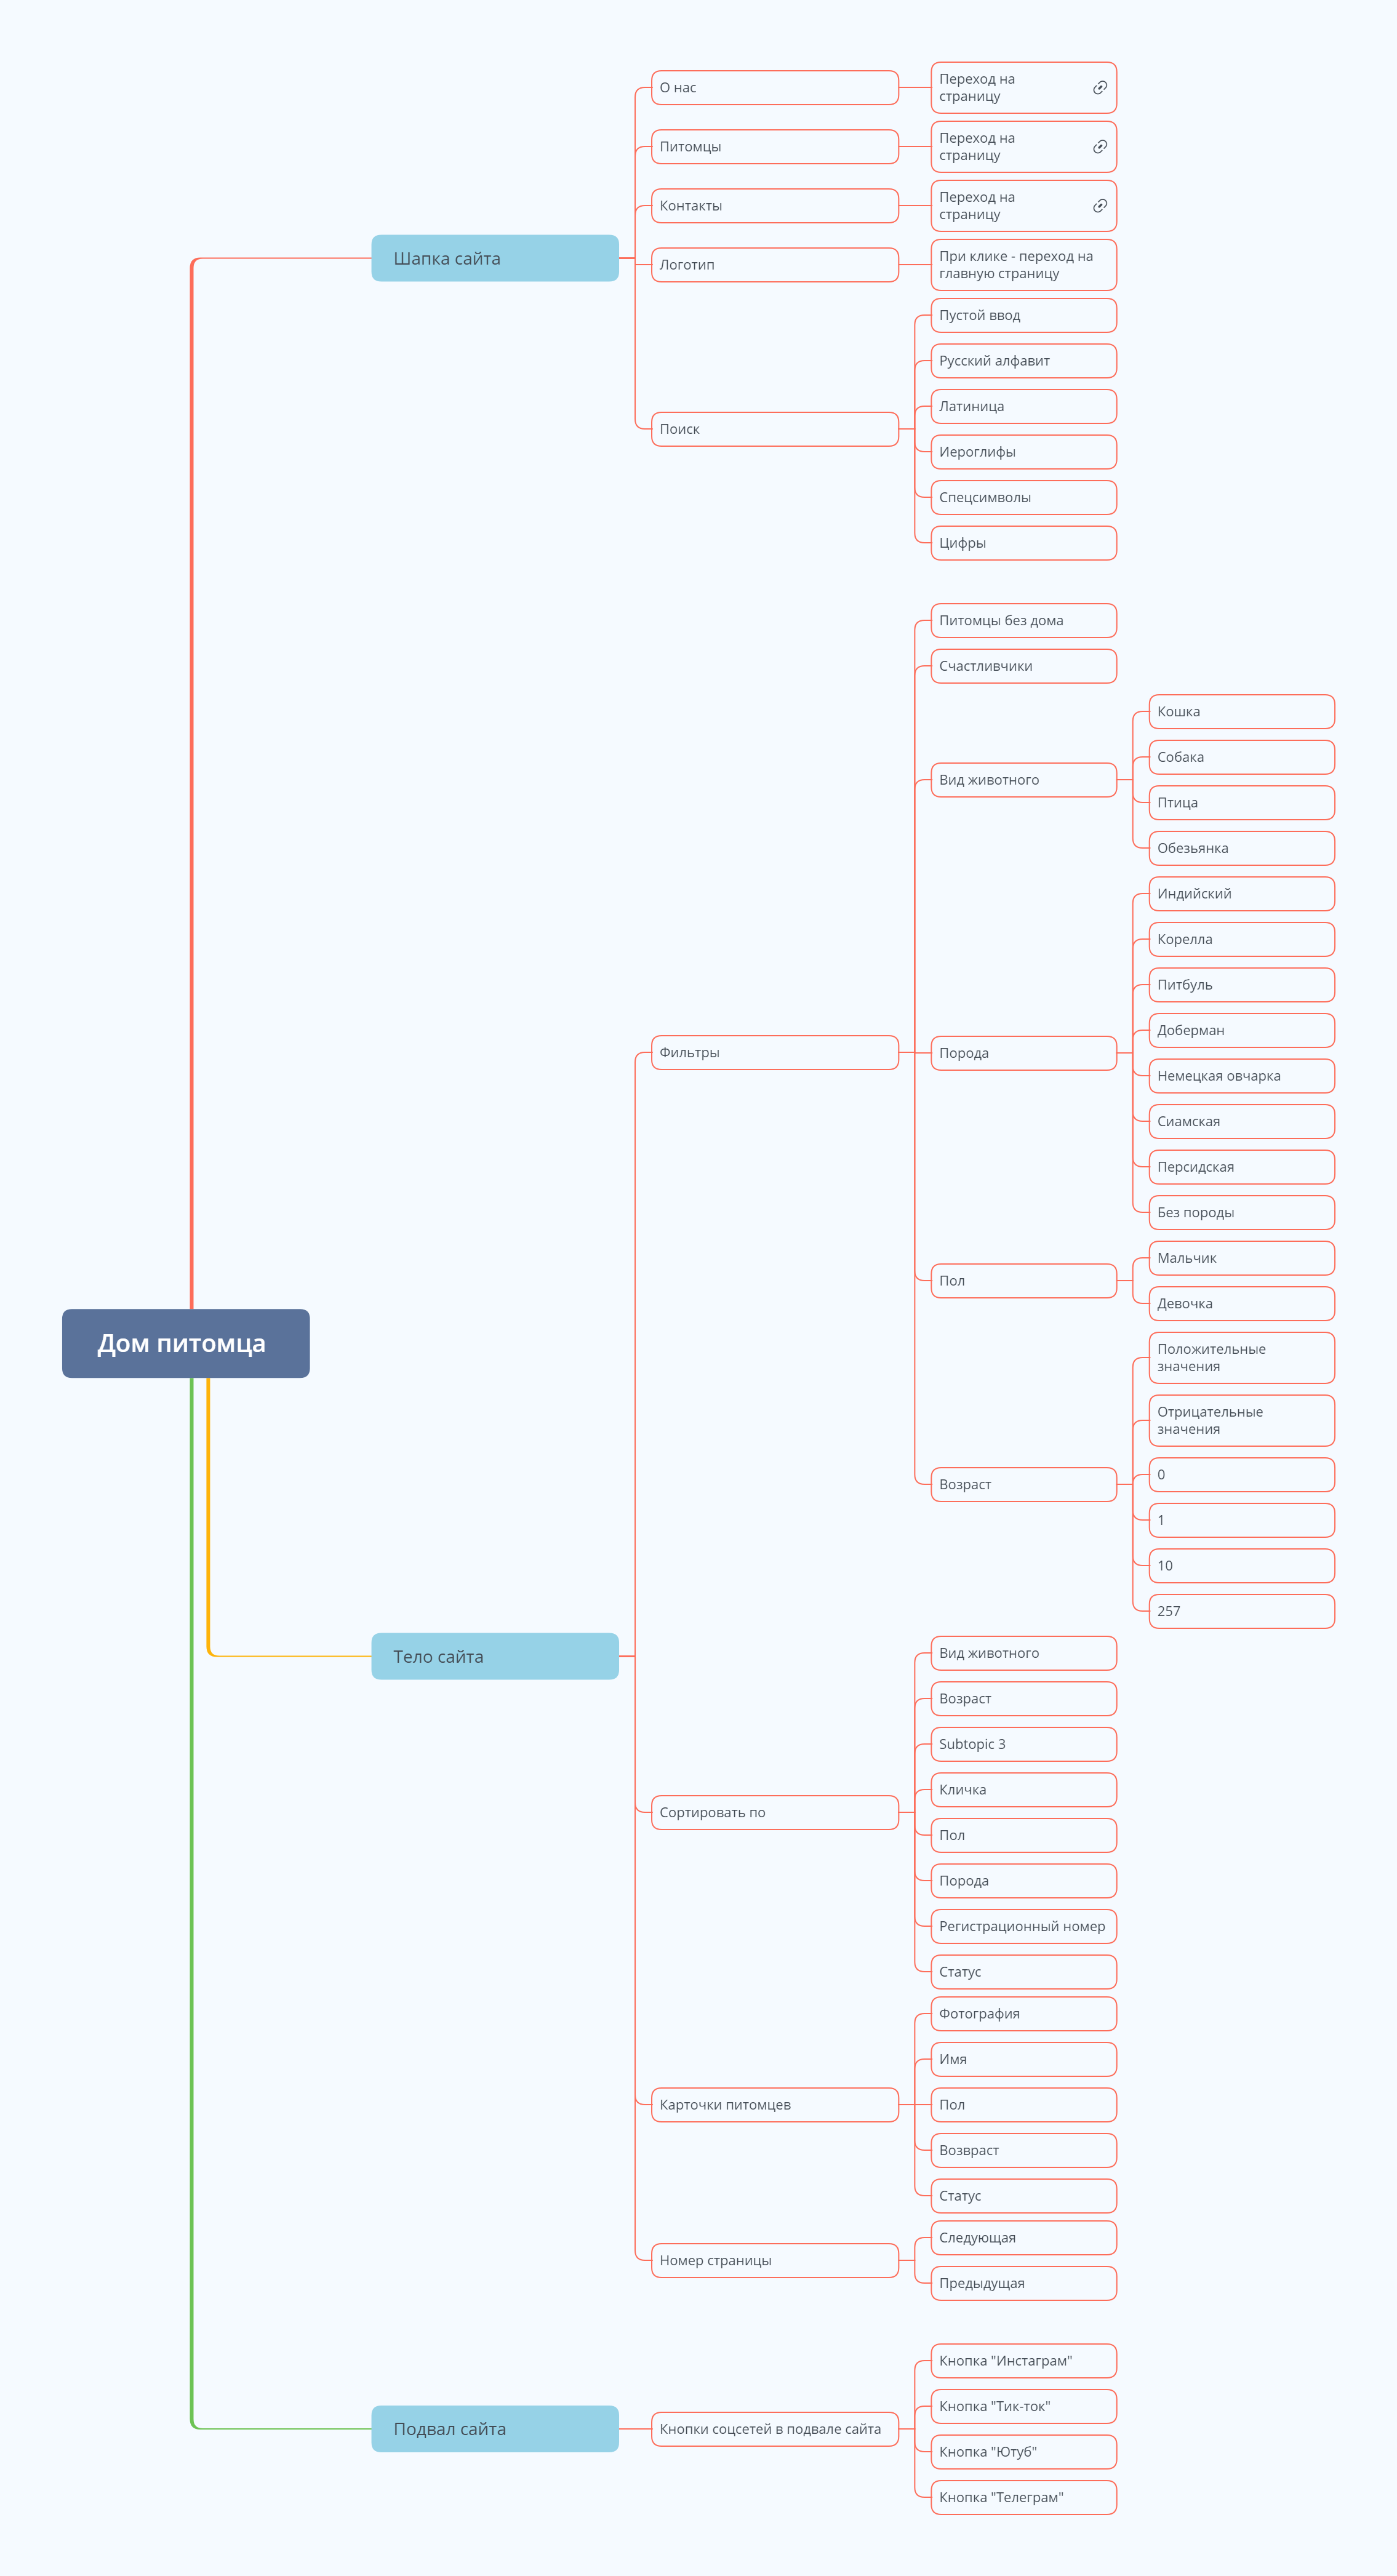 Дом питомца
Шапка сайта
О нас
Переход на
страницу
Питомцы
Переход на
страницу
Контакты
Переход на
страницу
Логотип
При клике - переход на
главную страницу
Поиск
Пустой ввод
Русский алфавит
Латиница
Иероглифы
Спецсимволы
Цифры
Тело сайта
Фильтры
Питомцы без дома
Счастливчики
Вид животного
Кошка
Собака
Птица
Обезьянка
Порода
Индийский
Корелла
Питбуль
Доберман
Немецкая овчарка
Сиамская
Персидская
Без породы
Пол
Мальчик
Девочка
Возраст
Положительные
значения
Отрицательные
значения
0
1
10
257
Сортировать по
Вид животного
Возраст
Subtopic 3
Кличка
Пол
Порода
Регистрационный номер
Статус
Карточки питомцев
Фотография
Имя
Пол
Возвраст
Статус
Номер страницы
Следующая
Предыдущая
Подвал сайта
Кнопки соцсетей в подвале сайта
Кнопка "Инстаграм"
Кнопка "Тик-ток"
Кнопка "Ютуб"
Кнопка "Телеграм"